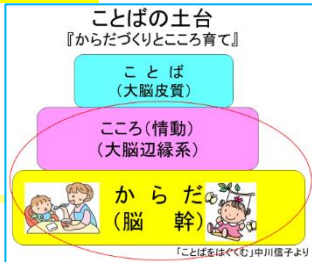 ことばの土台
『からだづくりとこころ育て』
ことば
(大脳皮質)
こころ(情動)
(大脳辺縁系)
からだ
(脳 幹)
「ことばをはぐくむ」中川信子より